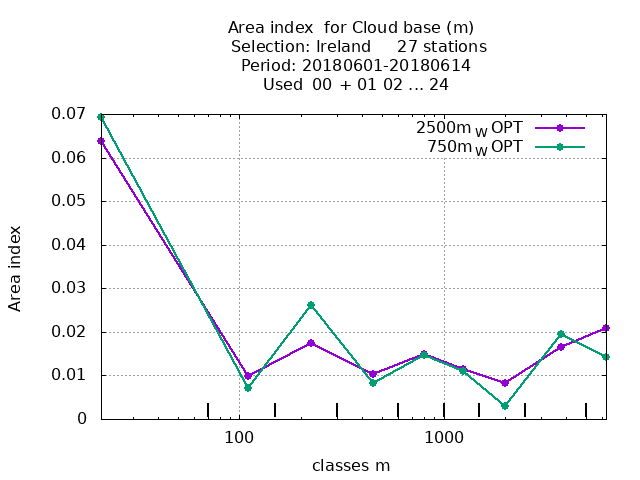 Area index  for Cloud base (m)
Selection: Ireland     27 stations
Period: 20180601-20180614
Used  00 + 01 02 ... 24
2500m W OPT
750m W OPT
0.07
0.06
0.05
0.04
0.03
0.02
0.01
0
Area index
100
1000
classes m